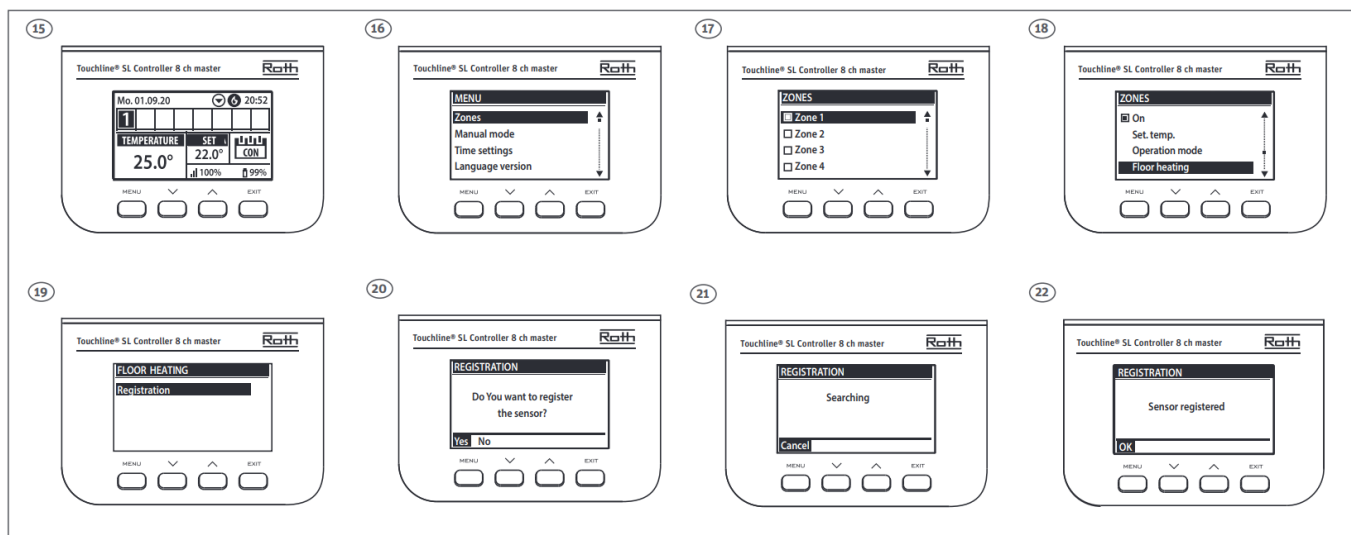 15
Touchline® SL Controller 8 ch master Roth
Mo. 01.09.20 6 20:52
1
TEMPERATURE SET
25.0° 22.0° CON
100% 99%
MENU EXIT
16
Touchline® SL Controller 8 ch master Roth
MENU
Zones
Manual mode
Time settings
Language version
MENU EXIT
17
Touchline® SL Controller 8 ch master Roth
ZONES
Zone 1
Zone 2
Zone 3
Zone 4
MENU EXIT
18
Touchline® SL Controller 8 ch master Roth
ZONES
On
Set. temp.
Operation mode
Floor heating
MENU EXIT
19
Touchline® SL Controller 8 ch master Roth
FLOOR HEATING
Registration
MENU EXIT
20
Touchline® SL Controller 8 ch master Roth
REGISTRATION
Do You want to register
the sensor?
Yes No
MENU EXIT
21
Touchline® SL Controller 8 ch master Roth
REGISTRATION
Searching
Cancel
MENU EXIT
22
Touchline® SL Controller 8 ch master Roth
REGISTRATION
Sensor registered
OK
MENU EXIT